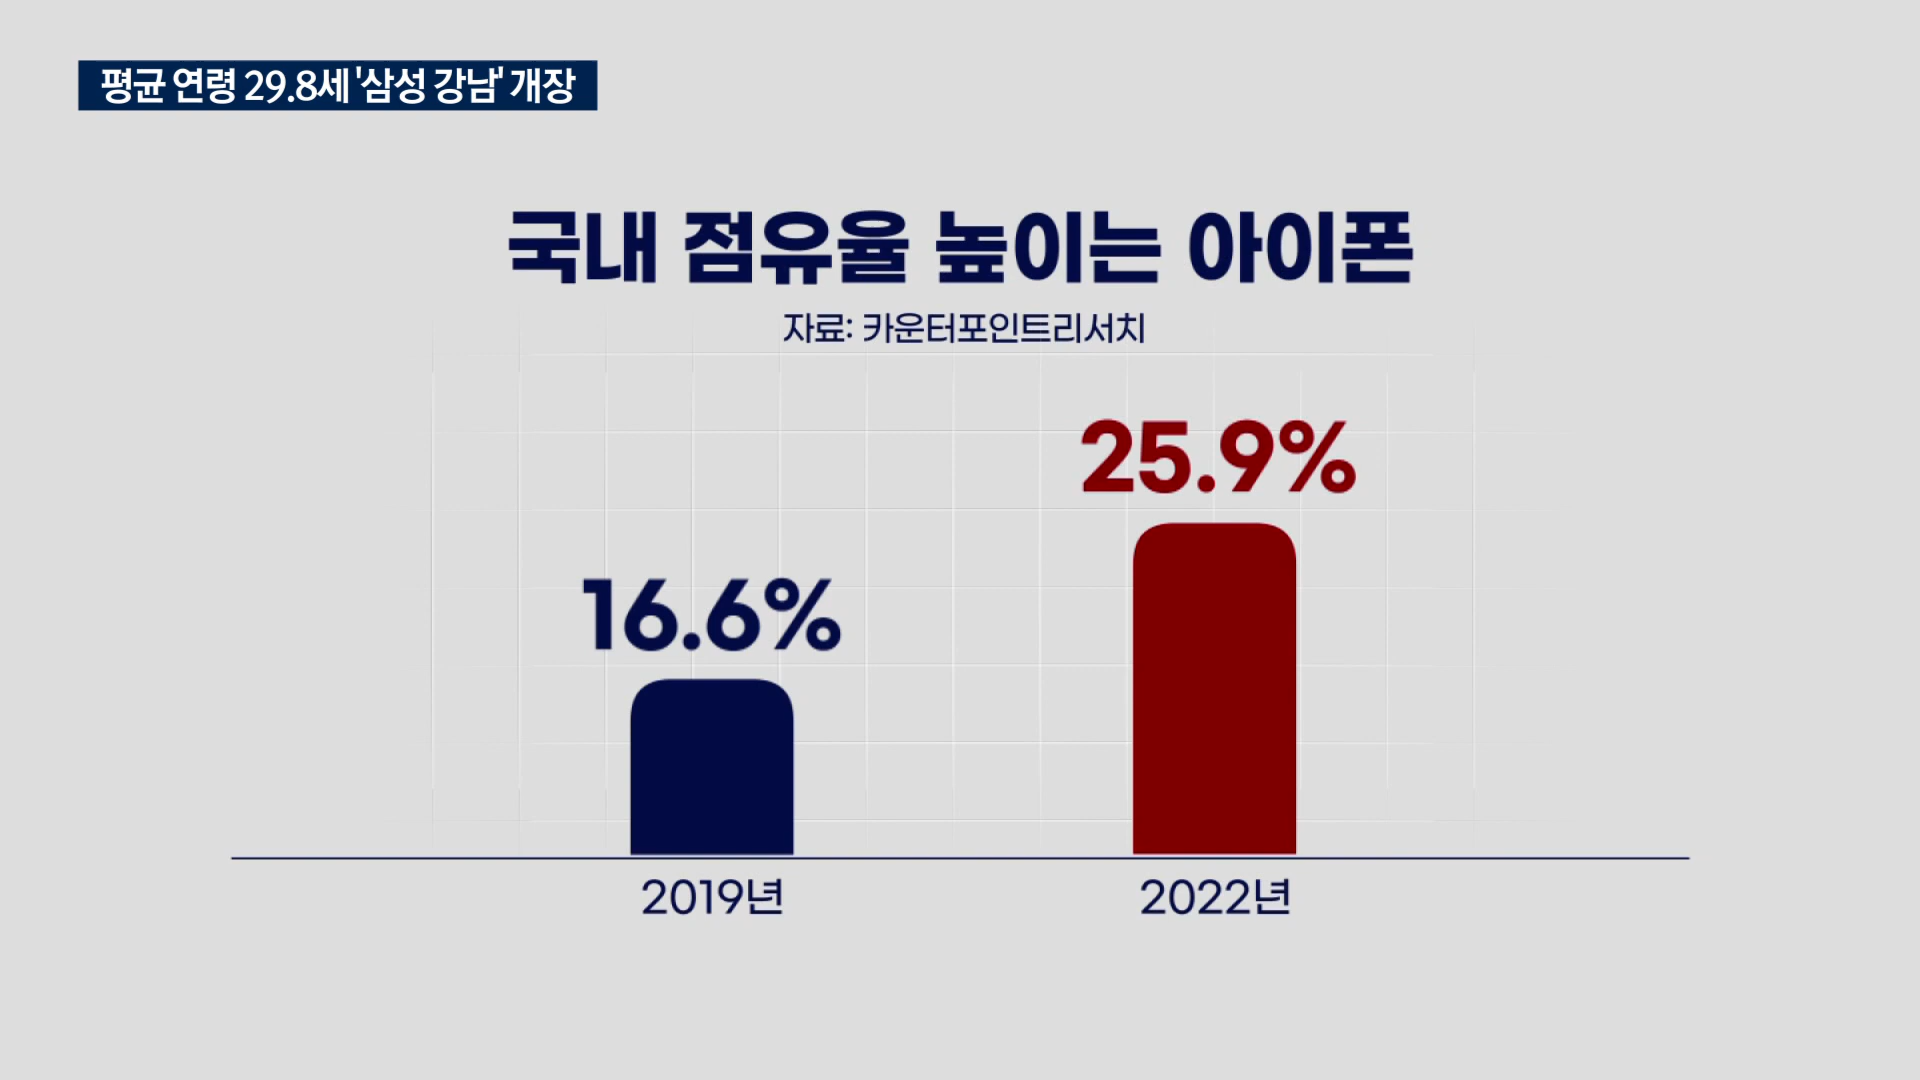 평균 연령 29.8세 '삼성 강남' 개장
국내 점유율 높이는 아이폰
자료: 카운터포인트리서치
25.9%
16.6%
2019년
2022년